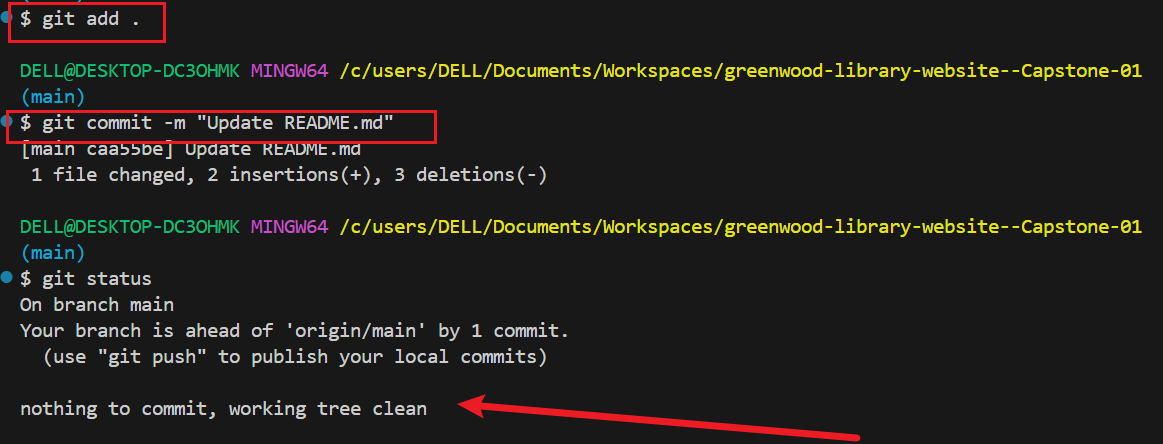 $ git add .
DELL@DESKTOP-DC3OHMK MINGW64 /c/users/DELL/Documents/Workspaces/greenwood-library-website--Capstone-01
(main)
$ git commit -m "Update README.md"
[main caa55be] Update README.md
 1 file changed, 2 insertions(+), 3 deletions(-)
DELL@DESKTOP-DC3OHMK MINGW64 /c/users/DELL/Documents/Workspaces/greenwood-library-website--Capstone-01
(main)
$ git status
On branch main
Your branch is ahead of 'origin/main' by 1 commit.
  (use "git push" to publish your local commits)
nothing to commit, working tree clean